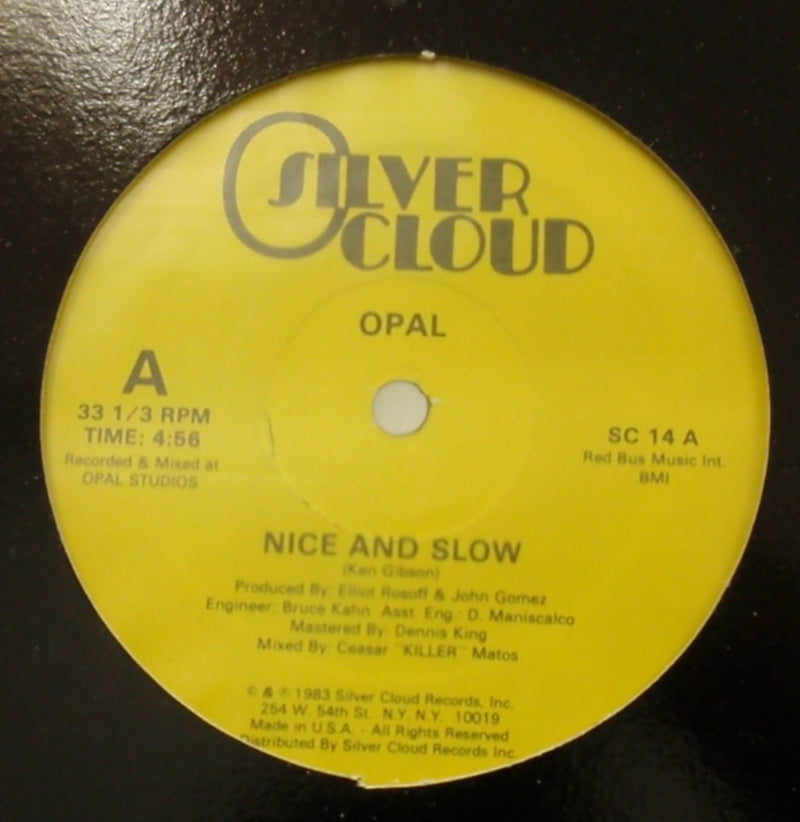 SILVER
CLOUD
OPAL
A
33 1/3 RPM
TIME: 4:56
Recorded & Mixed at
OPAL STUDIOS
SC 14 A
Red Bus Music Int.
BMI
NICE AND SLOW
(Ken Gibson)
Produced By: Elliot Rosoff & John Gomez
Engineer: Bruce Kahn Asst. Eng.: D. Maniscalco
Mastered By: Dennis King
Mixed By: Ceasar "KILLER" Matos
© & ℗ 1983 Silver Cloud Records, Inc.
254 W. 54th St. N.Y. N.Y. 10019
Made in U.S.A. - All Rights Reserved
Distributed By Silver Cloud Records Inc.